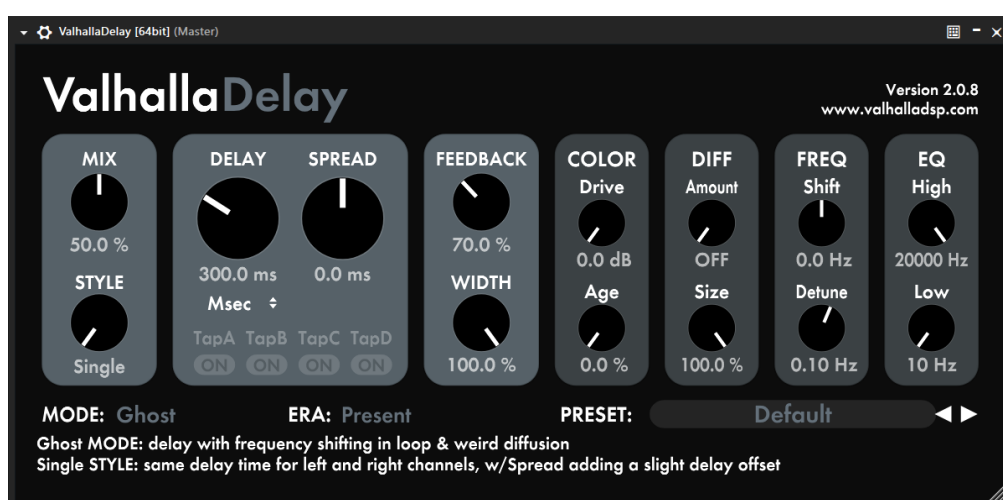 ValhallaDelay [64bit] (Master)
ValhallaDelay
Version 2.0.8
www.valhalladsp.com
MIX
50.0 %
STYLE
Single
DELAY SPREAD
300.0 ms 0.0 ms
Msec
TapA TapB TapC TapD
ON ON ON ON
FEEDBACK
70.0 %
WIDTH
100.0 %
COLOR
Drive
0.0 dB
Age
0.0 %
DIFF
Amount
OFF
Size
100.0 %
FREQ
Shift
0.0 Hz
Detune
0.10 Hz
EQ
High
20000 Hz
Low
10 Hz
MODE: Ghost ERA: Present PRESET: Default
Ghost MODE: delay with frequency shifting in loop & weird diffusion
Single STYLE: same delay time for left and right channels, w/Spread adding a slight delay offset